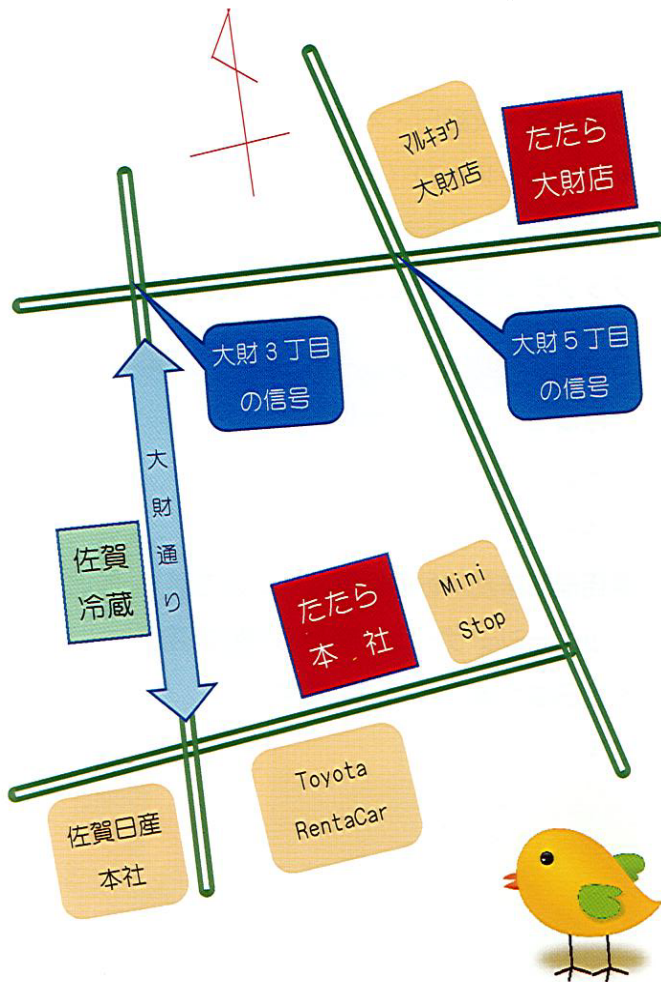 マルキョウ
大財店
たたら
大財店
大財３丁目
の信号
大財５丁目
の信号
大財通り
佐賀
冷蔵
たたら
本 社
Mini
Stop
Toyota
RentaCar
佐賀日産
本社